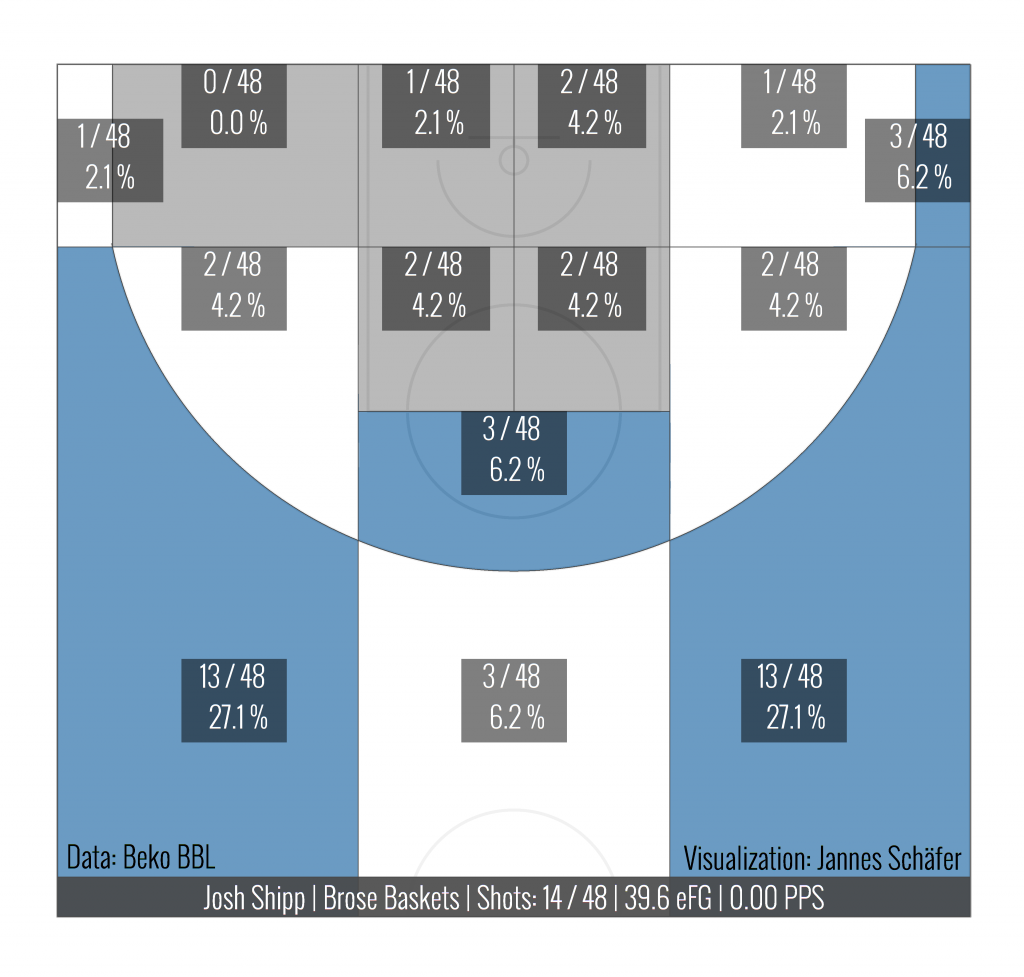 0 / 48
0.0 %
1 / 48
2.1 %
2 / 48
4.2 %
1 / 48
2.1 %
1 / 48
2.1 %
3 / 48
6.2 %
2 / 48
4.2 %
2 / 48
4.2 %
2 / 48
4.2 %
2 / 48
4.2 %
3 / 48
6.2 %
13 / 48
27.1 %
3 / 48
6.2 %
13 / 48
27.1 %
Data: Beko BBL
Visualization: Jannes Schäfer
Josh Shipp | Brose Baskets | Shots: 14 / 48 | 39.6 eFG | 0.00 PPS